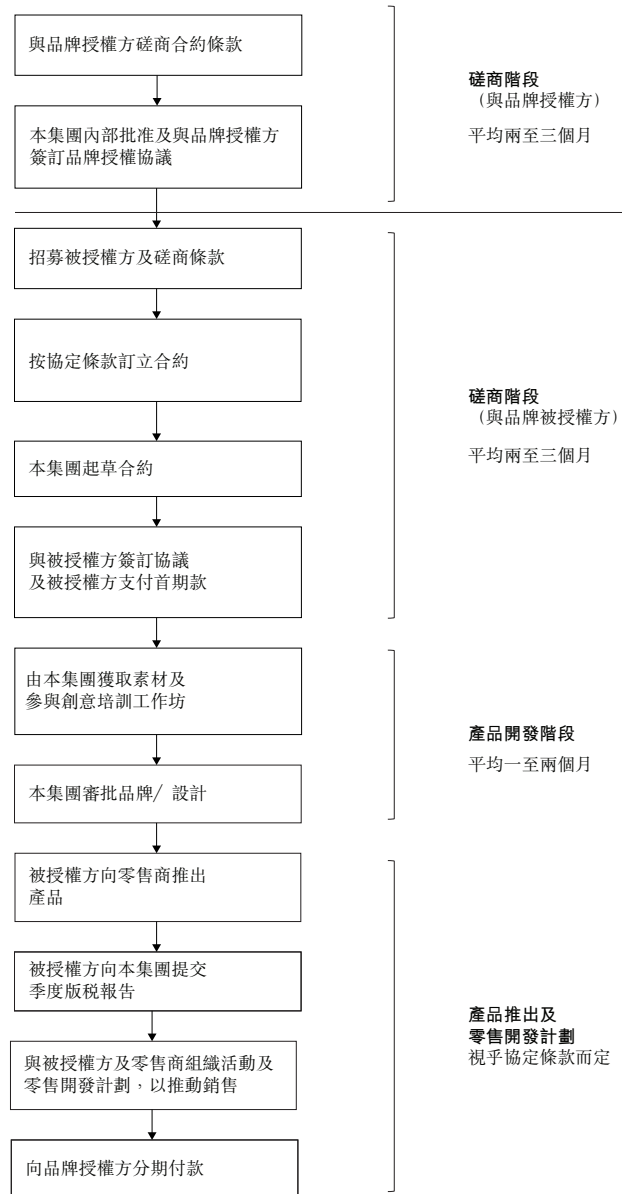 與品牌授權方磋商合約條款
本集團內部批准及與品牌授權方
簽訂品牌授權協議
磋商階段
（與品牌授權方）
平均兩至三個月
招募被授權方及磋商條款
按協定條款訂立合約
本集團起草合約
與被授權方簽訂協議
及被授權方支付首期款
磋商階段
（與品牌被授權方）
平均兩至三個月
由本集團獲取素材及
參與創意培訓工作坊
本集團審批品牌/ 設計
產品開發階段
平均一至兩個月
被授權方向零售商推出
產品
被授權方向本集團提交
季度版稅報告
與被授權方及零售商組織活動及
零售開發計劃，以推動銷售
向品牌授權方分期付款
產品推出及
零售開發計劃
視乎協定條款而定